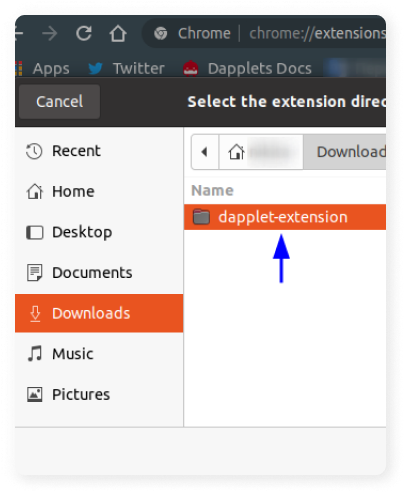 Chrome | chrome://extensions
Apps Twitter Dapplets Docs
Cancel Select the extension direc
Recent
Home
Desktop
Documents
Downloads
Music
Pictures
Download
Name
dapplet-extension